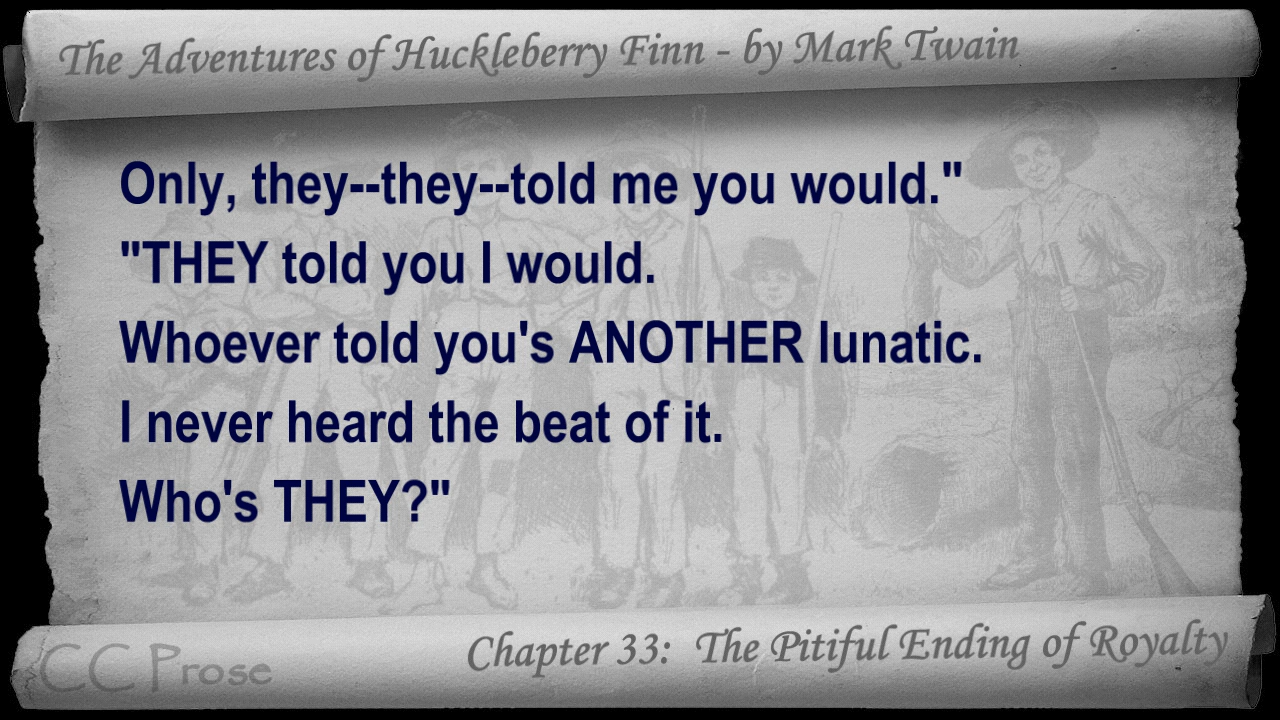 The Adventures of Huckleberry Finn - by Mark Twain
Only, they--they--told me you would."
"THEY told you I would.
Whoever told you's ANOTHER lunatic.
I never heard the beat of it.
Who's THEY?"
Chapter 33: The Pitiful Ending of Royalty
CC Prose